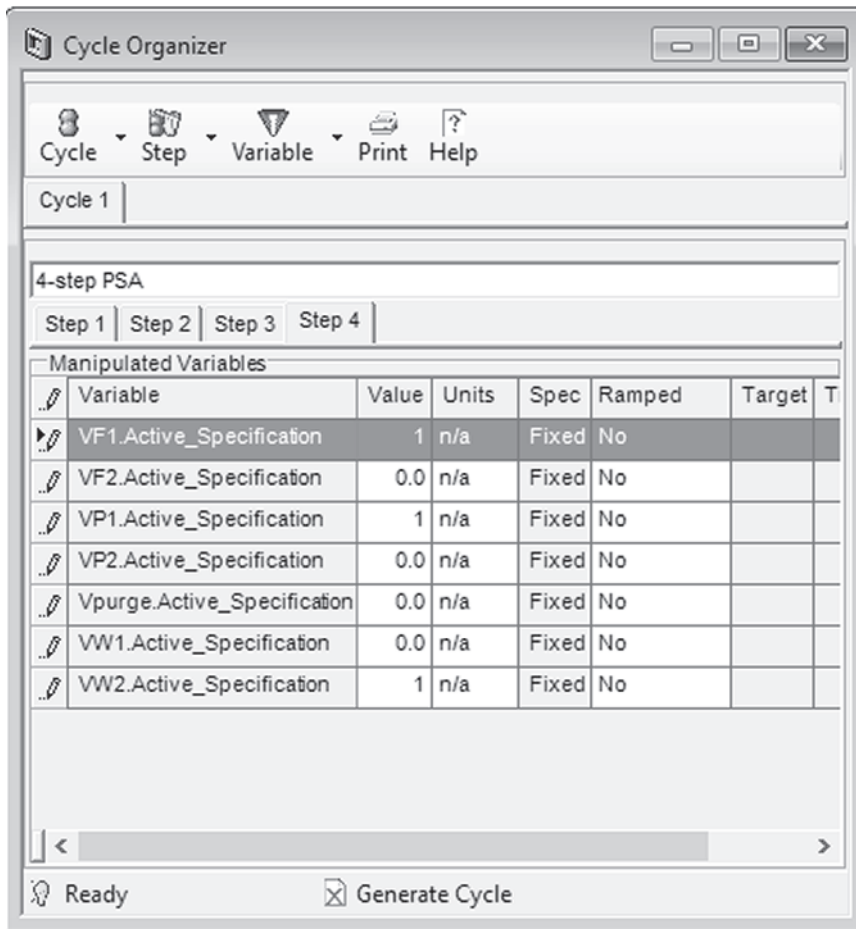 Cycle Organizer
Cycle Step Variable Print Help
Cycle 1
4-step PSA
Step 1 Step 2 Step 3 Step 4
Manipulated Variables
Variable Value Units Spec Ramped Target
VF1.Active_Specification 1 n/a Fixed No
VF2.Active_Specification 0.0 n/a Fixed No
VP1.Active_Specification 1 n/a Fixed No
VP2.Active_Specification 0.0 n/a Fixed No
Vpurge.Active_Specification 0.0 n/a Fixed No
VW1.Active_Specification 0.0 n/a Fixed No
VW2.Active_Specification 1 n/a Fixed No
Ready Generate Cycle